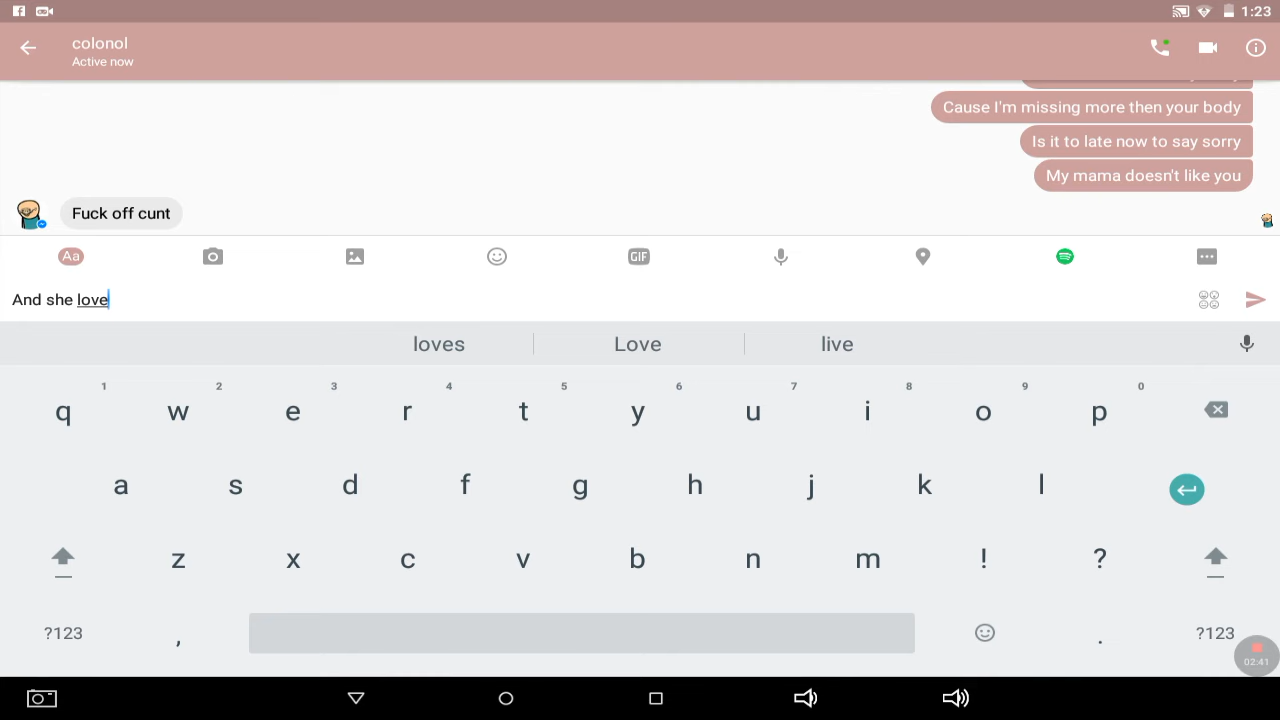 1:23
colonol
Active now
Cause I'm missing more then your body
Is it to late now to say sorry
My mama doesn't like you
Fuck off cunt
Aa
GIF
And she love
loves Love live
1 2 3 4 5 6 7 8 9 0
q w e r t y u i o p
a s d f g h j k l
z x c v b n m ! ?
?123 , . ?123
02:41